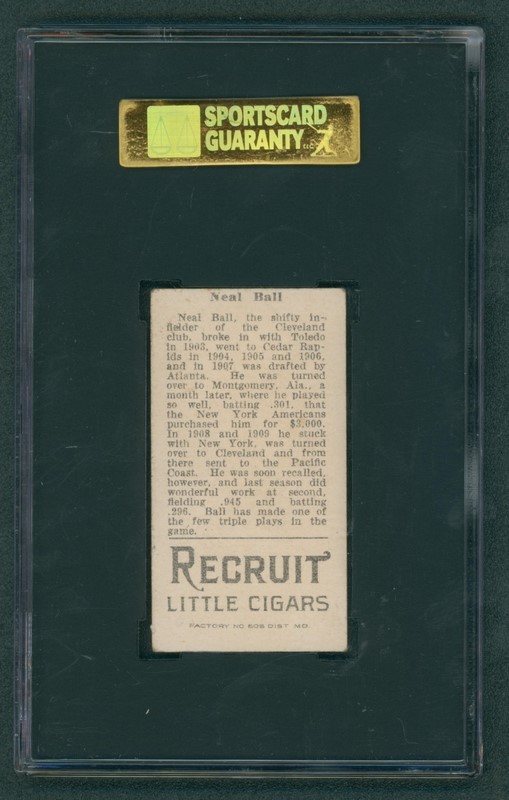 SPORTSCARD
GUARANTY LLC
Neal Ball
Neal Ball, the shifty in-
fielder of the Cleveland
club, broke in with Toledo
in 1903, went to Cedar Rap-
ids in 1904, 1905 and 1906,
and in 1907 was drafted by
Atlanta. He was turned
over to Montgomery, Ala., a
month later, where he played
so well, batting .301, that
the New York Americans
purchased him for $3,000.
In 1908 and 1909 he stuck
with New York, was turned
over to Cleveland and from
there sent to the Pacific
Coast. He was soon recalled,
however, and last season did
wonderful work at second,
fielding .945 and batting
.296. Ball has made one of
the few triple plays in the
game.
RECRUIT
LITTLE CIGARS
FACTORY NO 606 DIST MD.